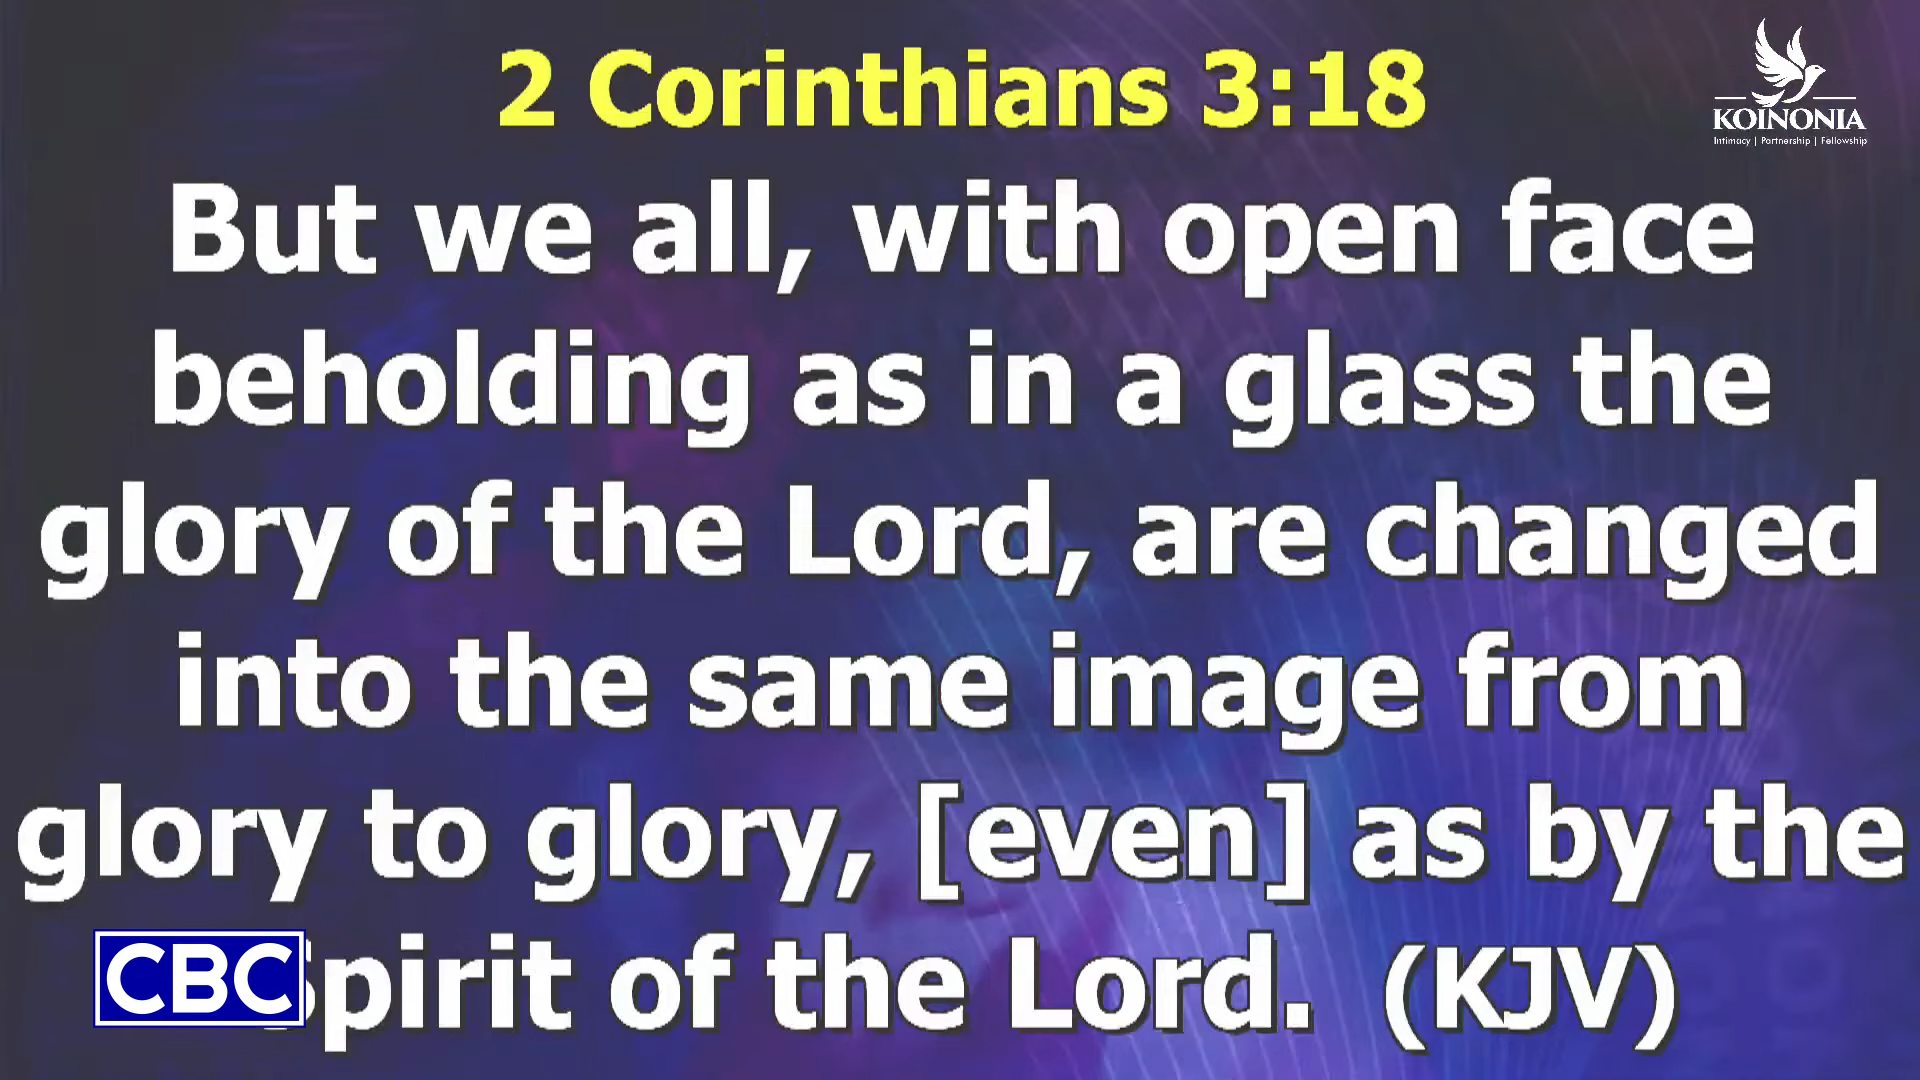 2 Corinthians 3:18
KOINONIA
Intimacy | Partnership | Fellowship
But we all, with open face
beholding as in a glass the
glory of the Lord, are changed
into the same image from
glory to glory, [even] as by the
CBC
Spirit of the Lord. (KJV)